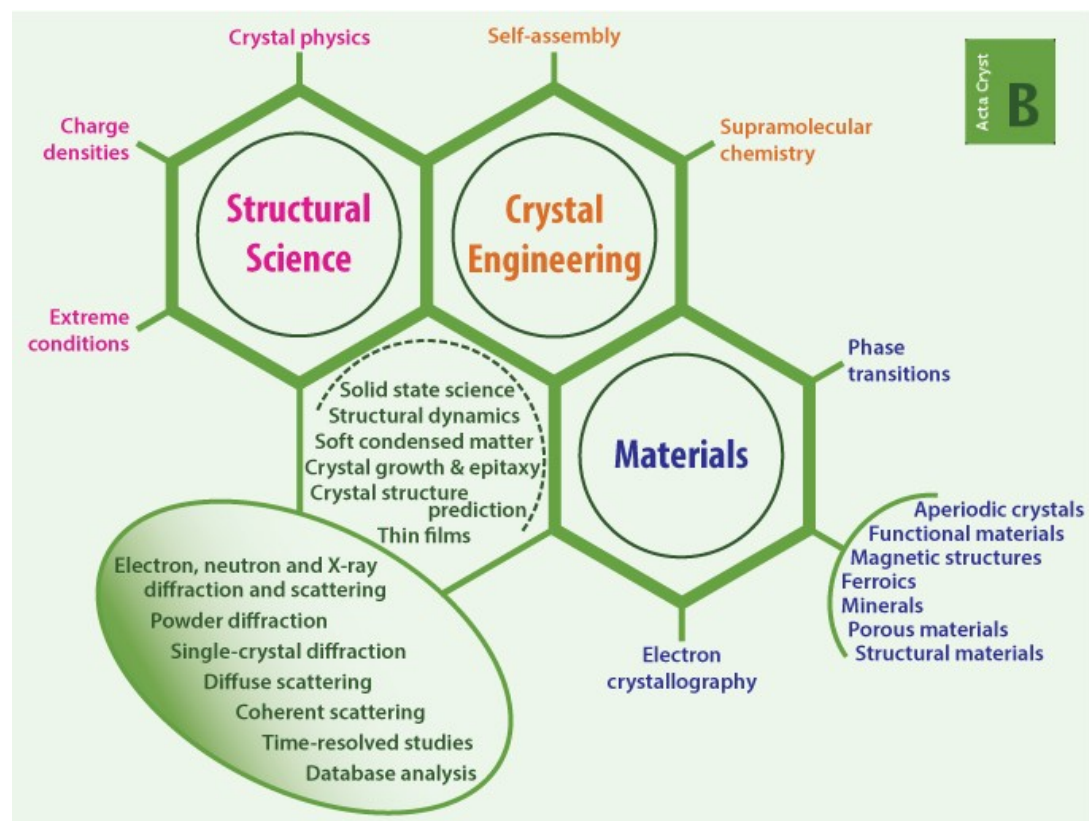 Crystal physics
Self-assembly
Acta Cryst
B
Charge
densities
Supramolecular
chemistry
Structural
Science
Crystal
Engineering
Extreme
conditions
Phase
transitions
Solid state science
Structural dynamics
Soft condensed matter
Crystal growth & epitaxy
Crystal structure
prediction
Thin films
Materials
Aperiodic crystals
Functional materials
Magnetic structures
Ferroics
Minerals
Porous materials
Structural materials
Electron, neutron and X-ray
diffraction and scattering
Powder diffraction
Single-crystal diffraction
Diffuse scattering
Coherent scattering
Time-resolved studies
Database analysis
Electron
crystallography